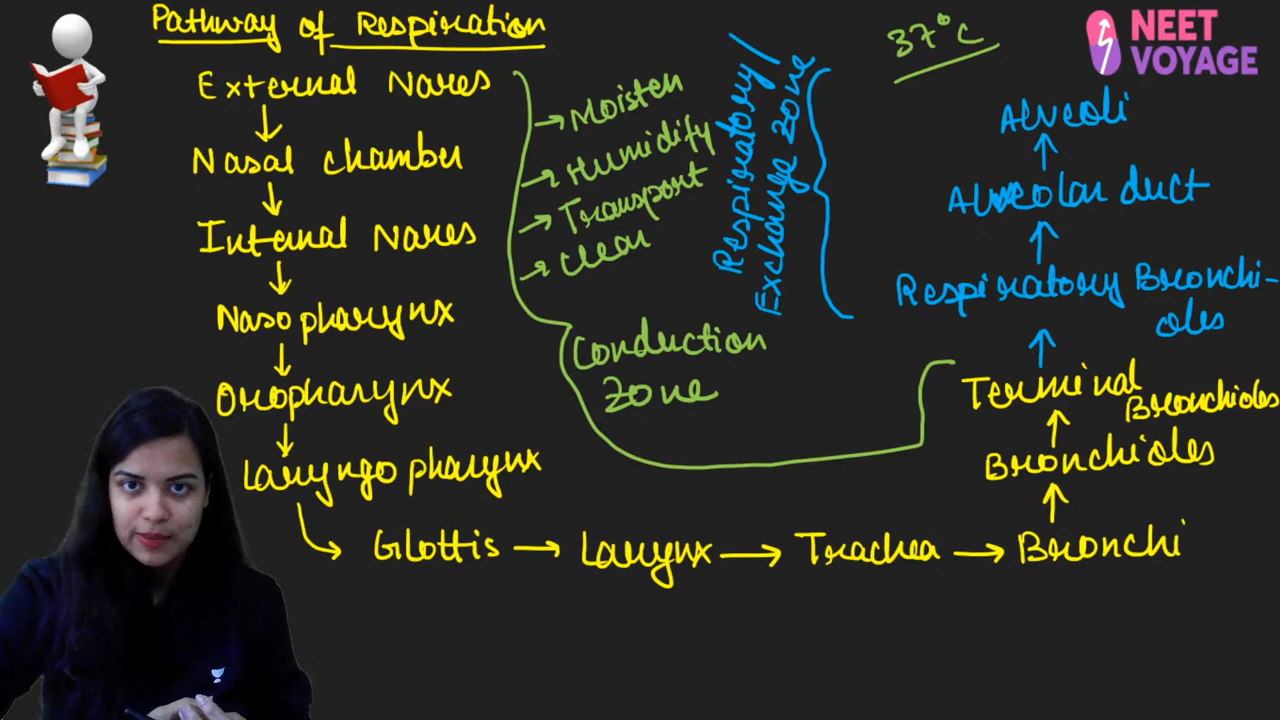 Pathway of Respiration
External Nares
Nasal chamber
Internal Nares
Nasopharynx
Oropharynx
Laryngopharynx
Glottis → Larynx → Trachea → Bronchi
Bronchioles
Terminal Bronchioles
Respiratory Bronchi-
oles
Alveolar duct
Alveoli
→ Moisten
→ Humidify
→ Transport
→ Clean
Conduction
Zone
Respiratory/
Exchange Zone
37°C
NEET
VOYAGE